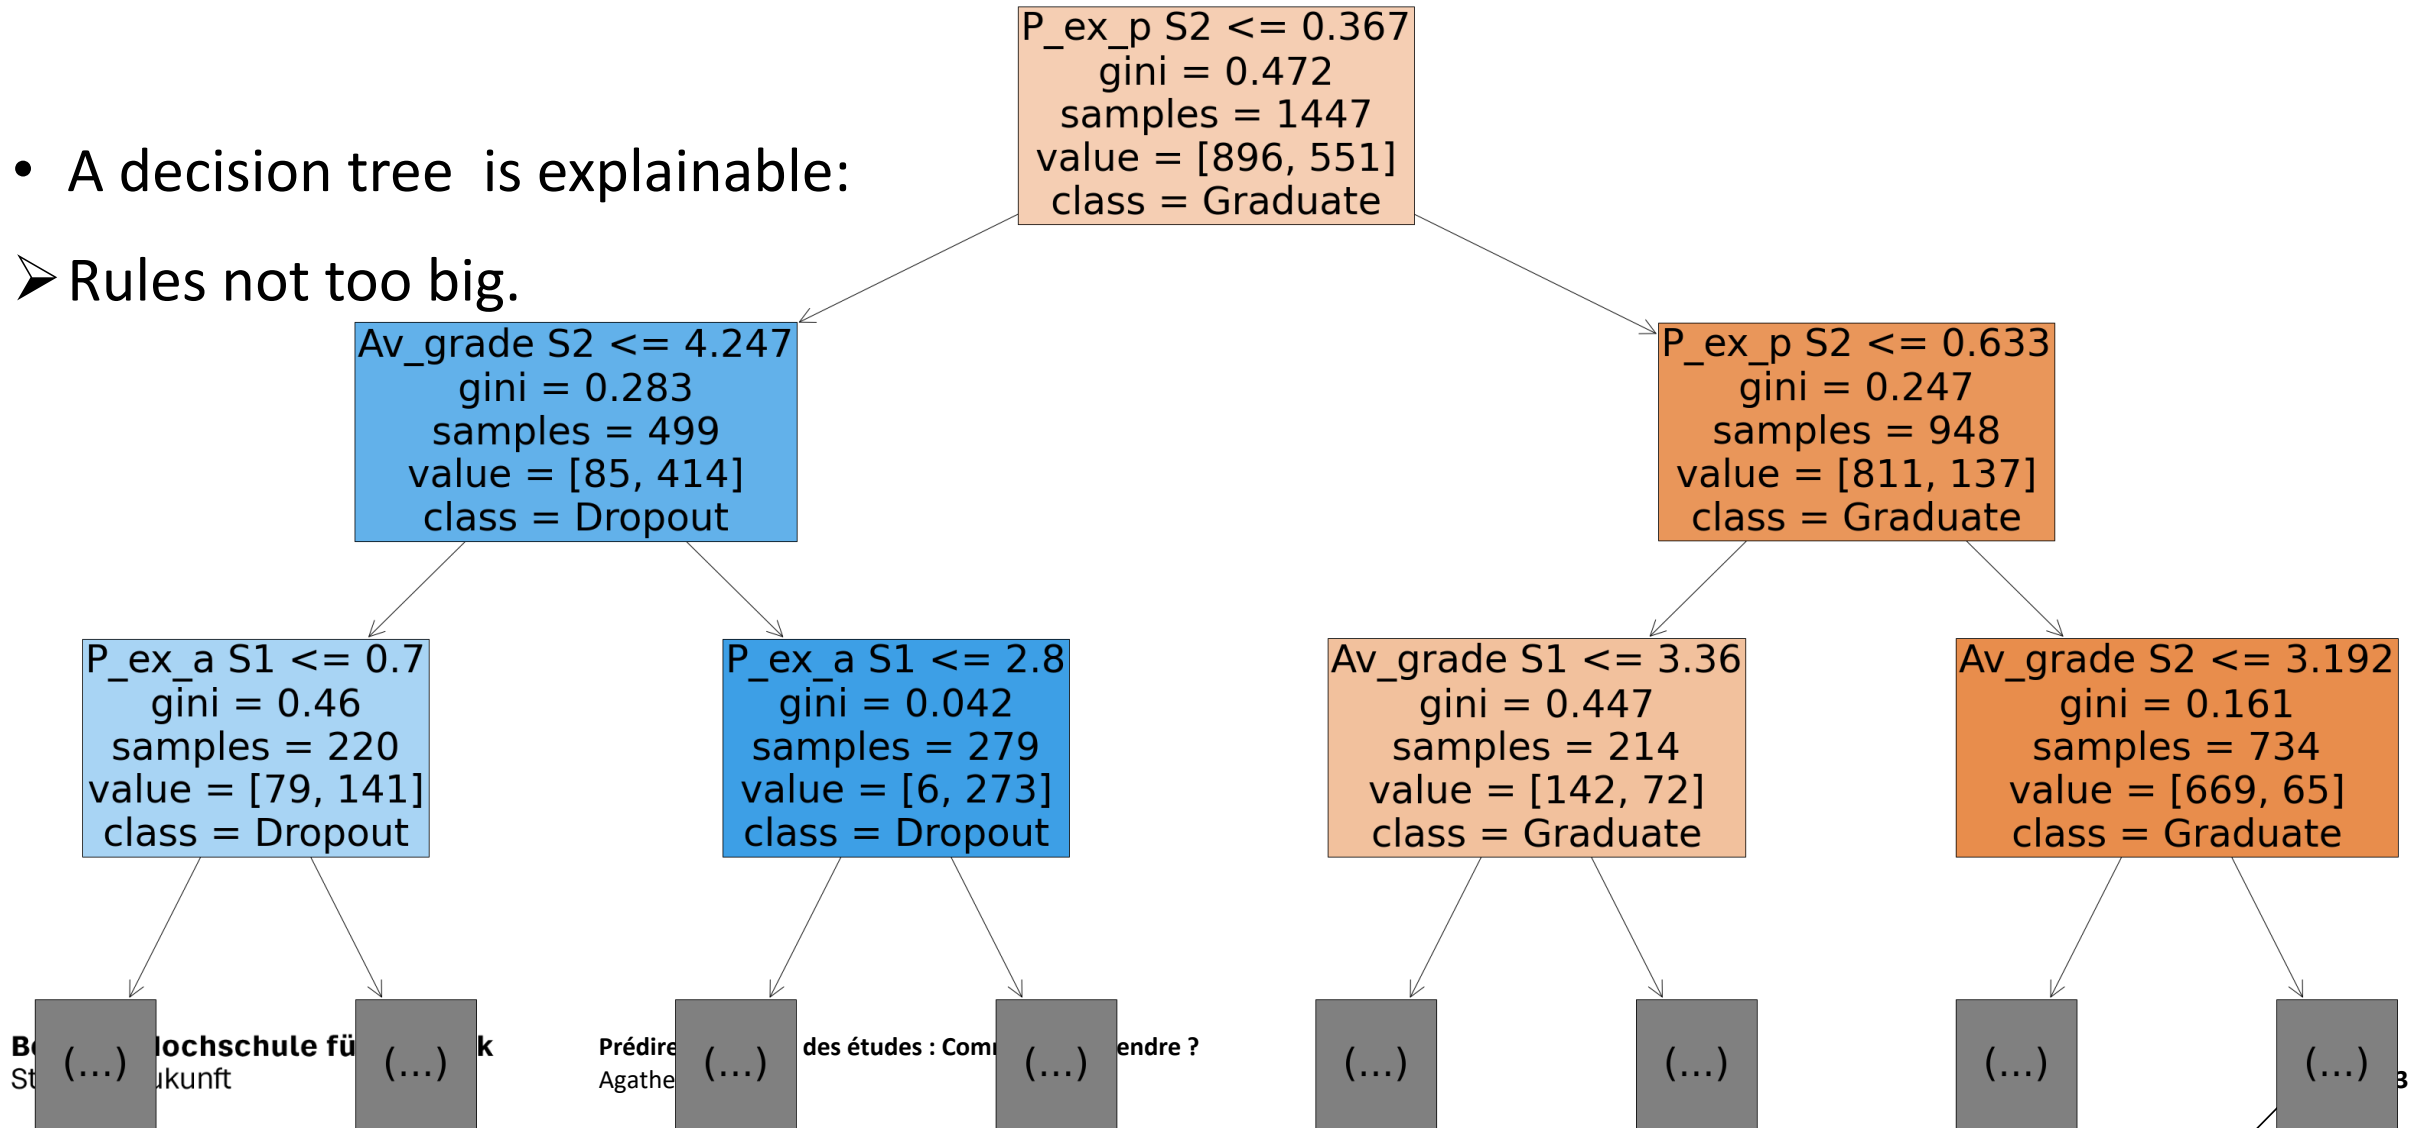 P_ex_p S2 <= 0.367
gini = 0.472
samples = 1447
value = [896, 551]
class = Graduate
• A decision tree  is explainable:
➢ Rules not too big.
Av_grade S2 <= 4.247
gini = 0.283
samples = 499
value = [85, 414]
class = Dropout
P_ex_p S2 <= 0.633
gini = 0.247
samples = 948
value = [811, 137]
class = Graduate
P_ex_a S1 <= 0.7
gini = 0.46
samples = 220
value = [79, 141]
class = Dropout
P_ex_a S1 <= 2.8
gini = 0.042
samples = 279
value = [6, 273]
class = Dropout
Av_grade S1 <= 3.36
gini = 0.447
samples = 214
value = [142, 72]
class = Graduate
Av_grade S2 <= 3.192
gini = 0.161
samples = 734
value = [669, 65]
class = Graduate
(...)
(...)
(...)
(...)
(...)
(...)
(...)
(...)
Prédire des études : ?
Agathe
3